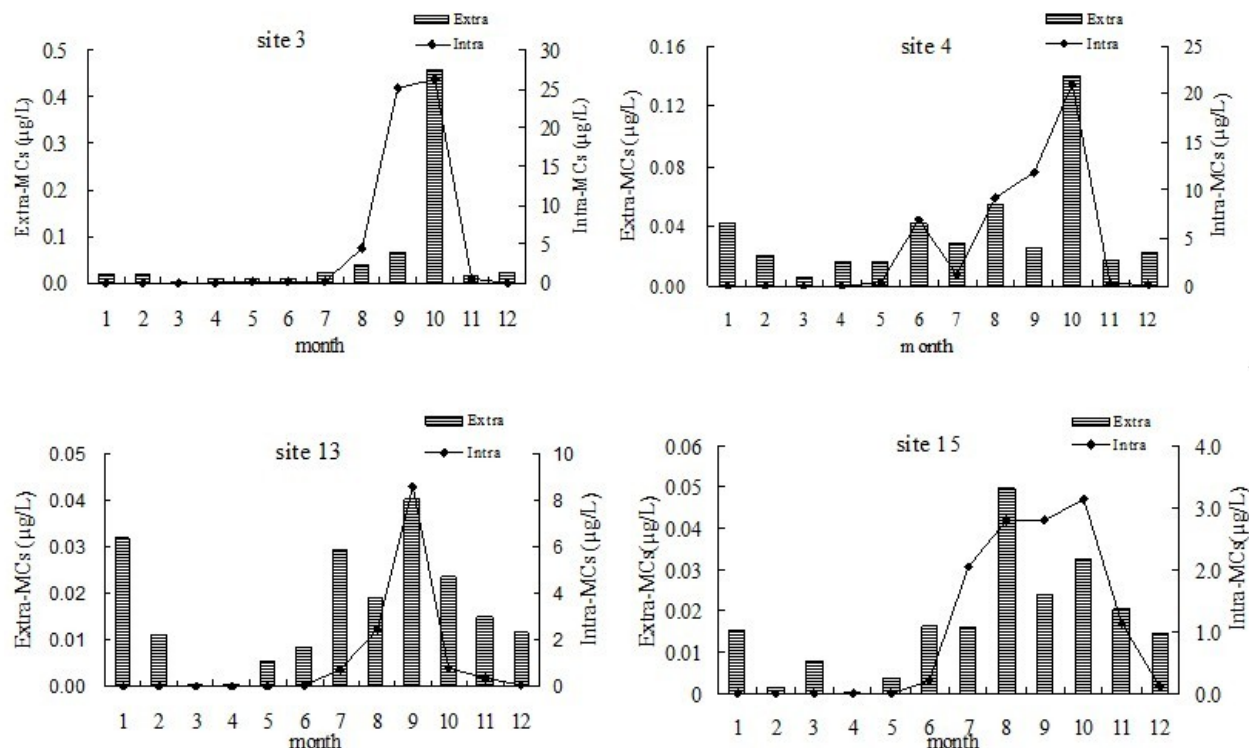 Extra
Intra
site 3
Extra-MCs (µg/L)
0.5
0.4
0.3
0.2
0.1
0.0
30
25
20
15
10
5
0
Intra-MCs (µg/L)
1 2 3 4 5 6 7 8 9 10 11 12
month
Extra
Intra
site 4
Extra-MCs (µg/L)
0.16
0.12
0.08
0.04
0.00
25
20
15
10
5
0
Intra-MCs (µg/L)
1 2 3 4 5 6 7 8 9 10 11 12
month
Extra
Intra
site 13
Extra-MCs (µg/L)
0.05
0.04
0.03
0.02
0.01
0.00
10
8
6
4
2
0
Intra-MCs (µg/L)
1 2 3 4 5 6 7 8 9 10 11 12
month
Extra
Intra
site 15
Extra-MCs(µg/L)
0.06
0.05
0.04
0.03
0.02
0.01
0
4.0
3.0
2.0
1.0
0.0
Intra-MCs(µg/L)
1 2 3 4 5 6 7 8 9 10 11 12
month